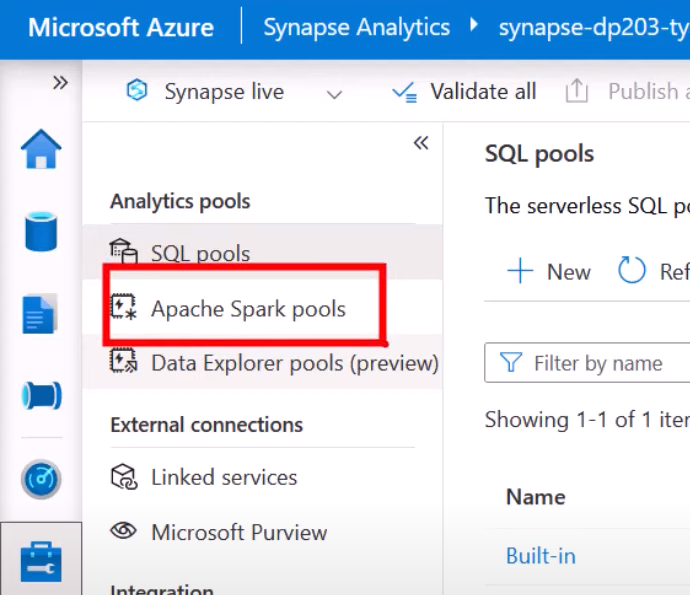 Microsoft Azure Synapse Analytics synapse-dp203-ty
Synapse live Validate all Publish
Analytics pools
SQL pools
Apache Spark pools
Data Explorer pools (preview)
External connections
Linked services
Microsoft Purview
Integration
SQL pools
The serverless SQL
New Ref
Filter by name
Showing 1-1 of 1
Name
Built-in